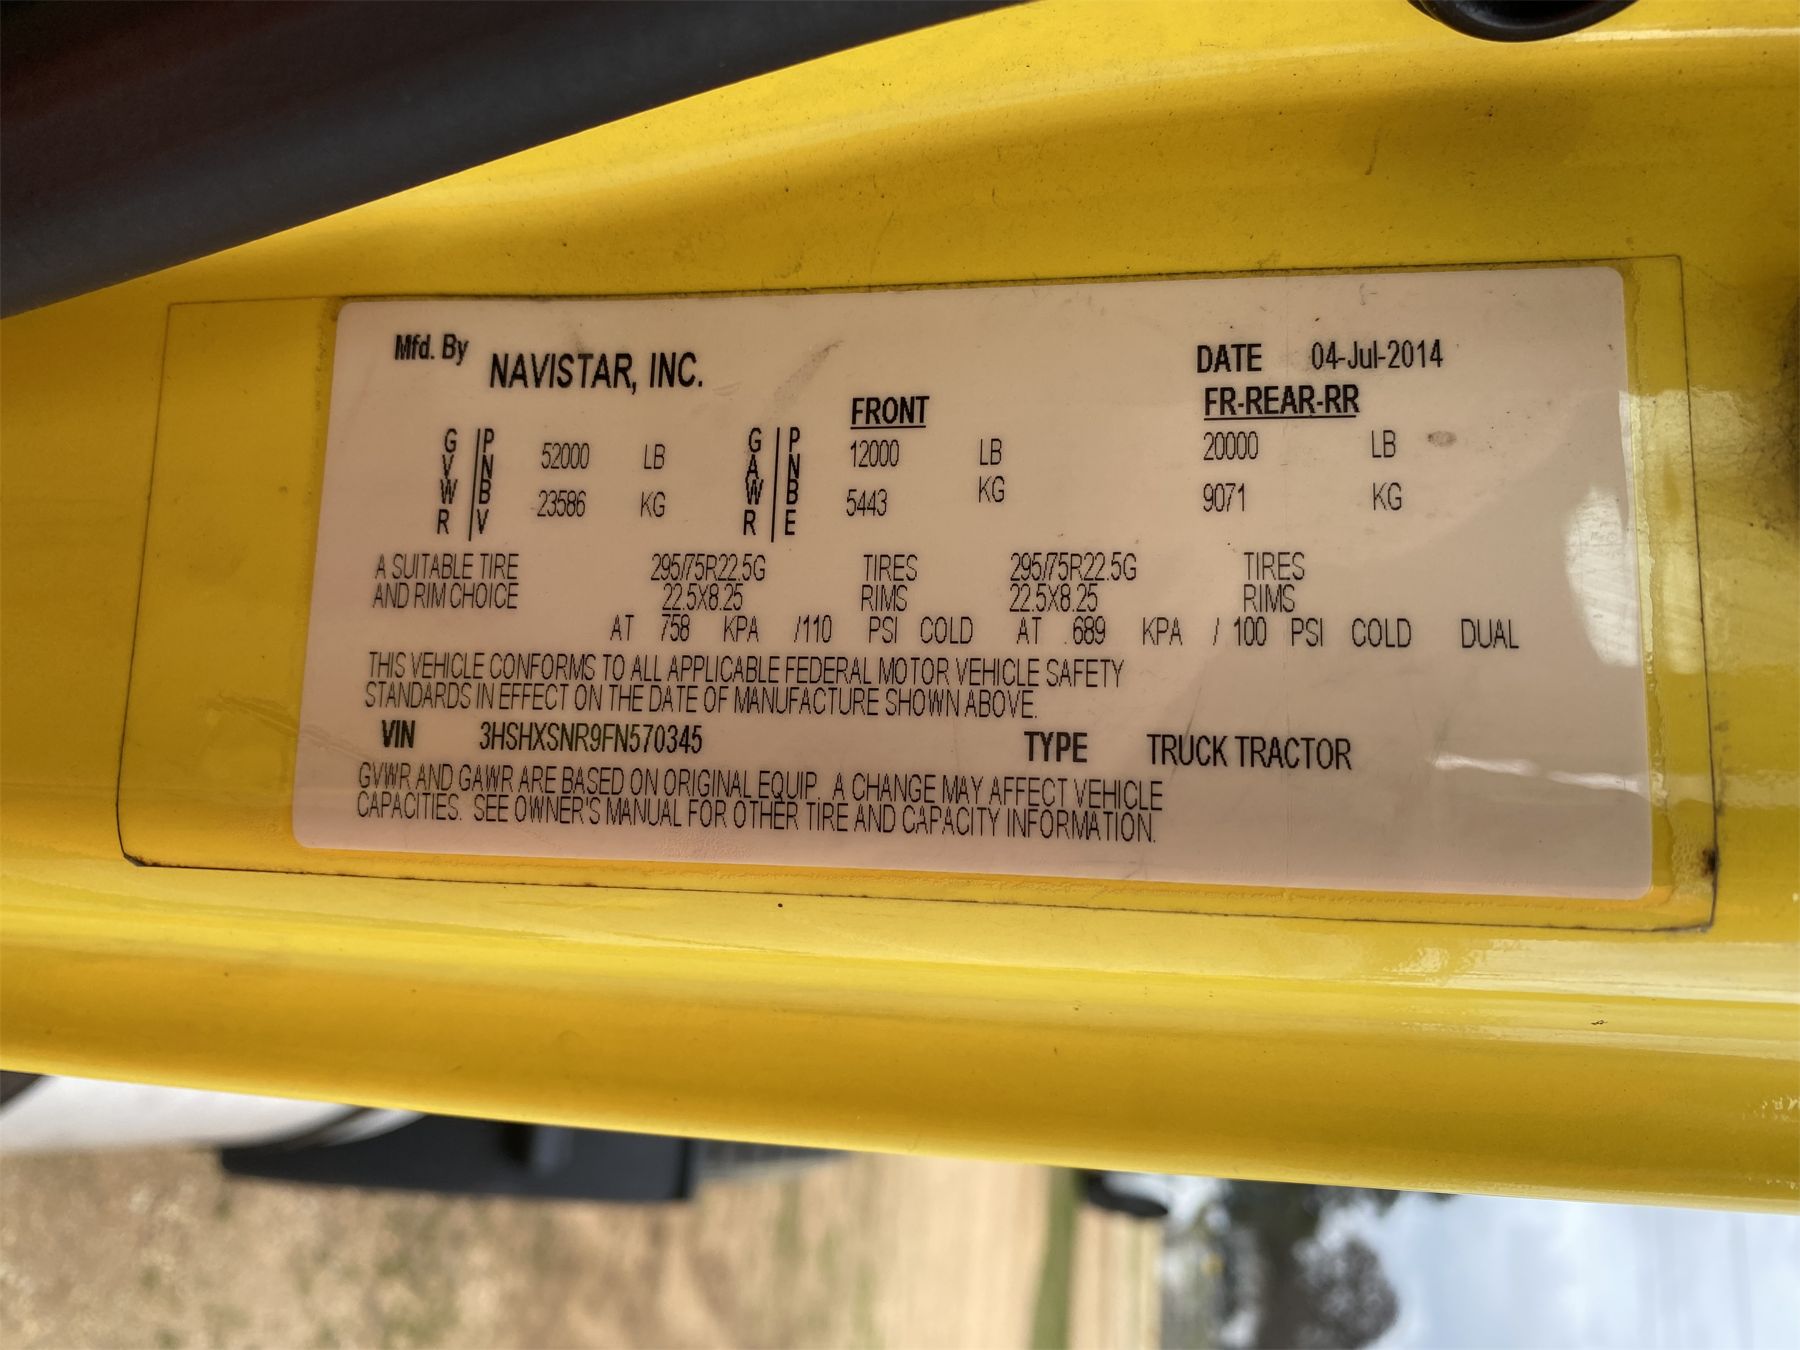 Mfd. By NAVISTAR, INC. DATE 04-Jul-2014
FRONT FR-REAR-RR
GVWR PNBV 52000 LB GAWR PNBE 12000 LB 20000 LB
23586 KG 5443 KG 9071 KG
A SUITABLE TIRE 295/75R22.5G TIRES 295/75R22.5G TIRES
AND RIM CHOICE 22.5X8.25 RIMS 22.5X8.25 RIMS
AT 758 KPA /110 PSI COLD AT 689 KPA / 100 PSI COLD DUAL
THIS VEHICLE CONFORMS TO ALL APPLICABLE FEDERAL MOTOR VEHICLE SAFETY
STANDARDS IN EFFECT ON THE DATE OF MANUFACTURE SHOWN ABOVE.
VIN 3HSHXSNR9FN570345 TYPE TRUCK TRACTOR
GVWR AND GAWR ARE BASED ON ORIGINAL EQUIP. A CHANGE MAY AFFECT VEHICLE
CAPACITIES. SEE OWNER'S MANUAL FOR OTHER TIRE AND CAPACITY INFORMATION.